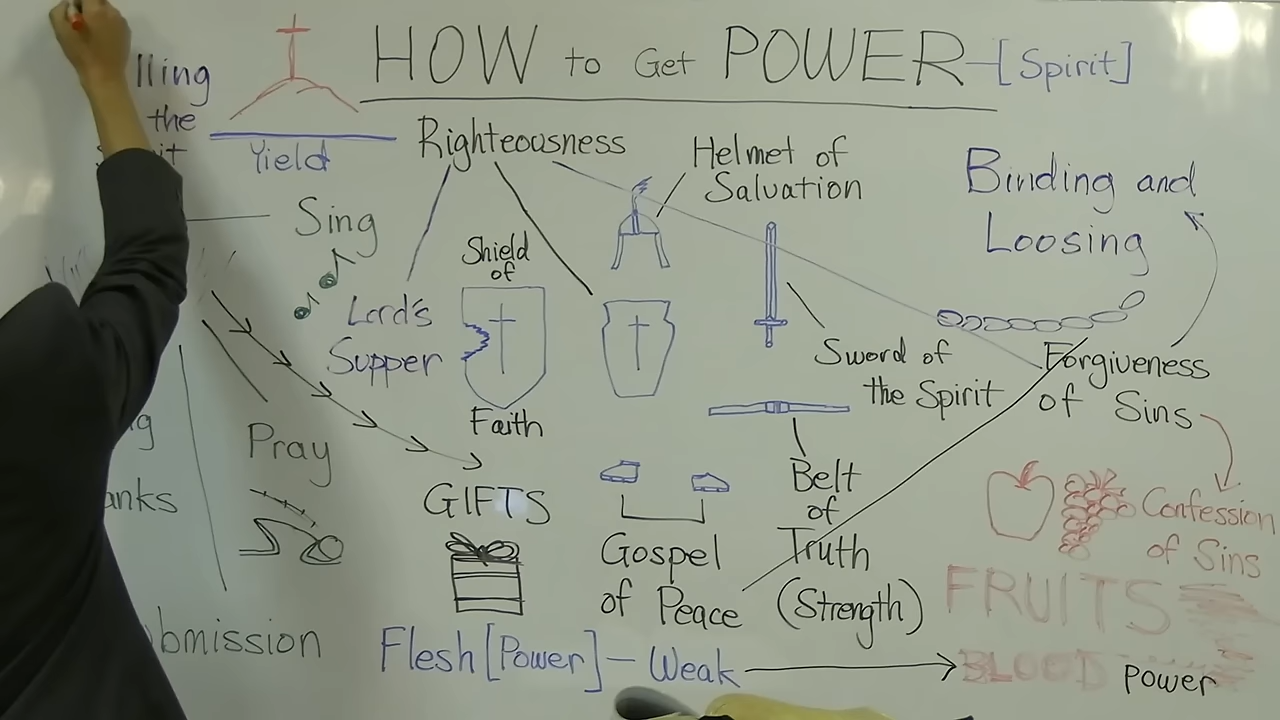 HOW to Get POWER-[Spirit]
lling
the
it
Yield
Righteousness
Helmet of
Salvation
Binding and
Loosing
Sing
Shield
of
Faith
Lord's
Supper
Sword of
the Spirit
Forgiveness
of Sins
Pray
g
anks
GIFTS
Belt
of
Truth
(Strength)
Gospel
of Peace
Confession
of Sins
FRUITS
bmission
Flesh [Power] - Weak
BLOOD Power